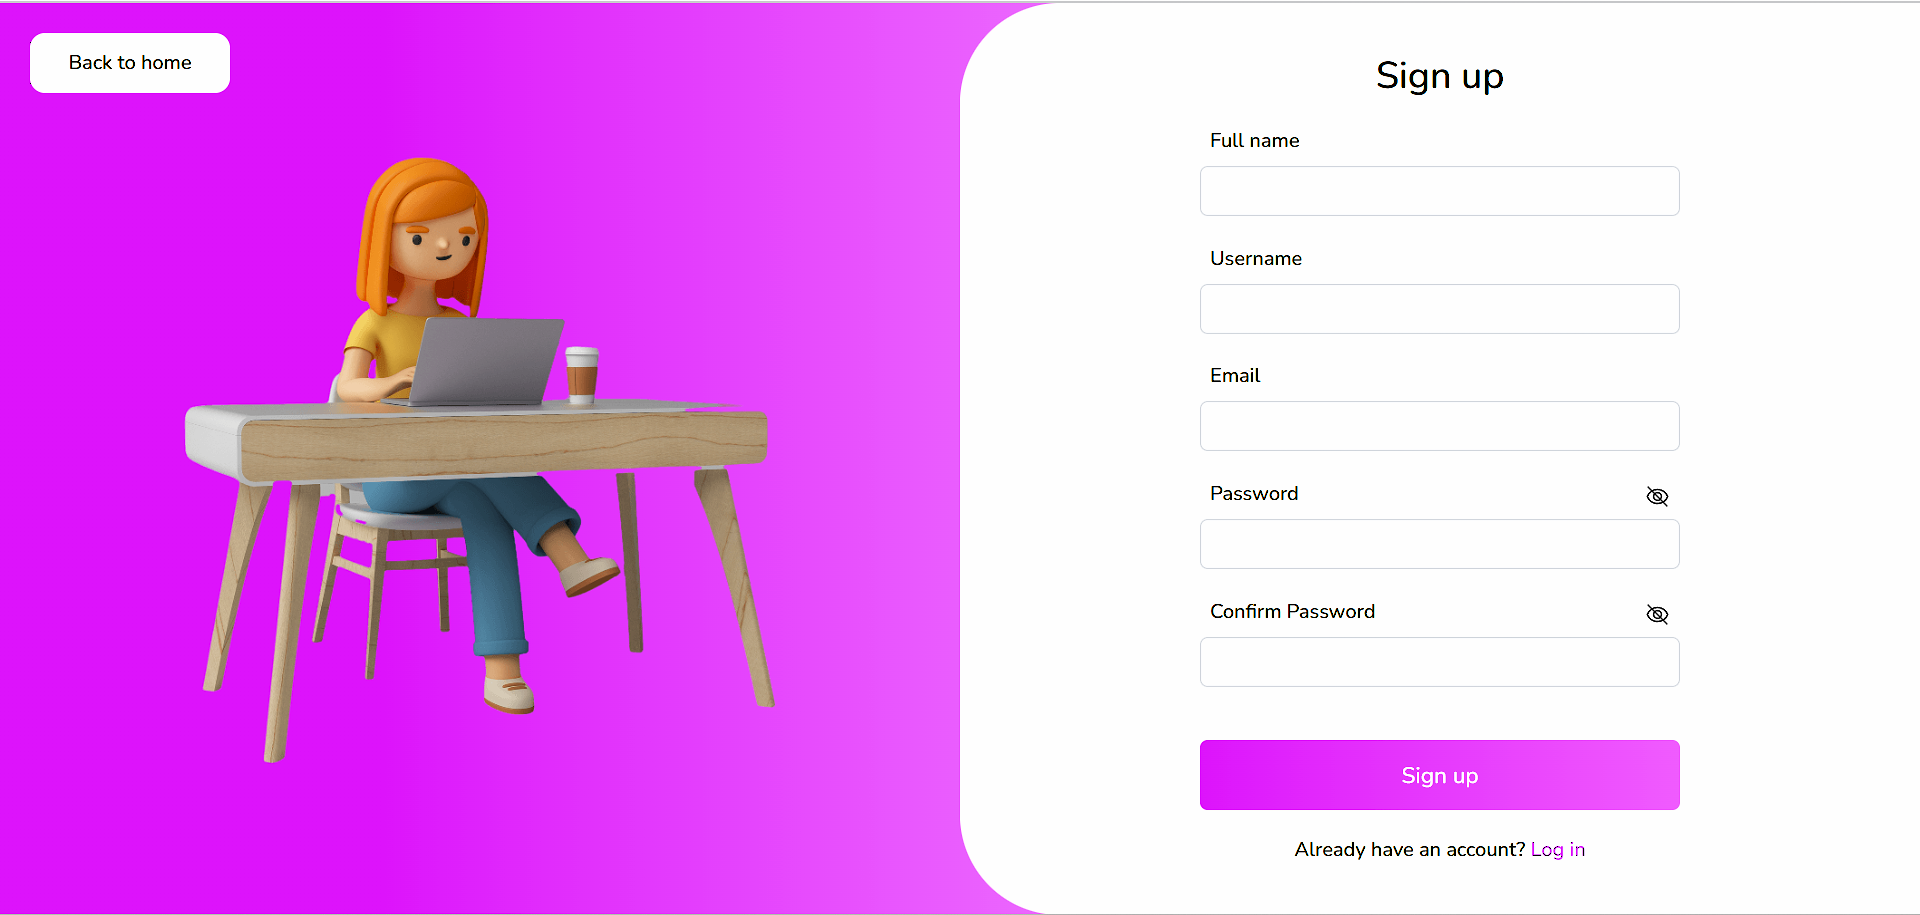 Back to home
Sign up
Full name
Username
Email
Password
Confirm Password
Sign up
Already have an account? Log in